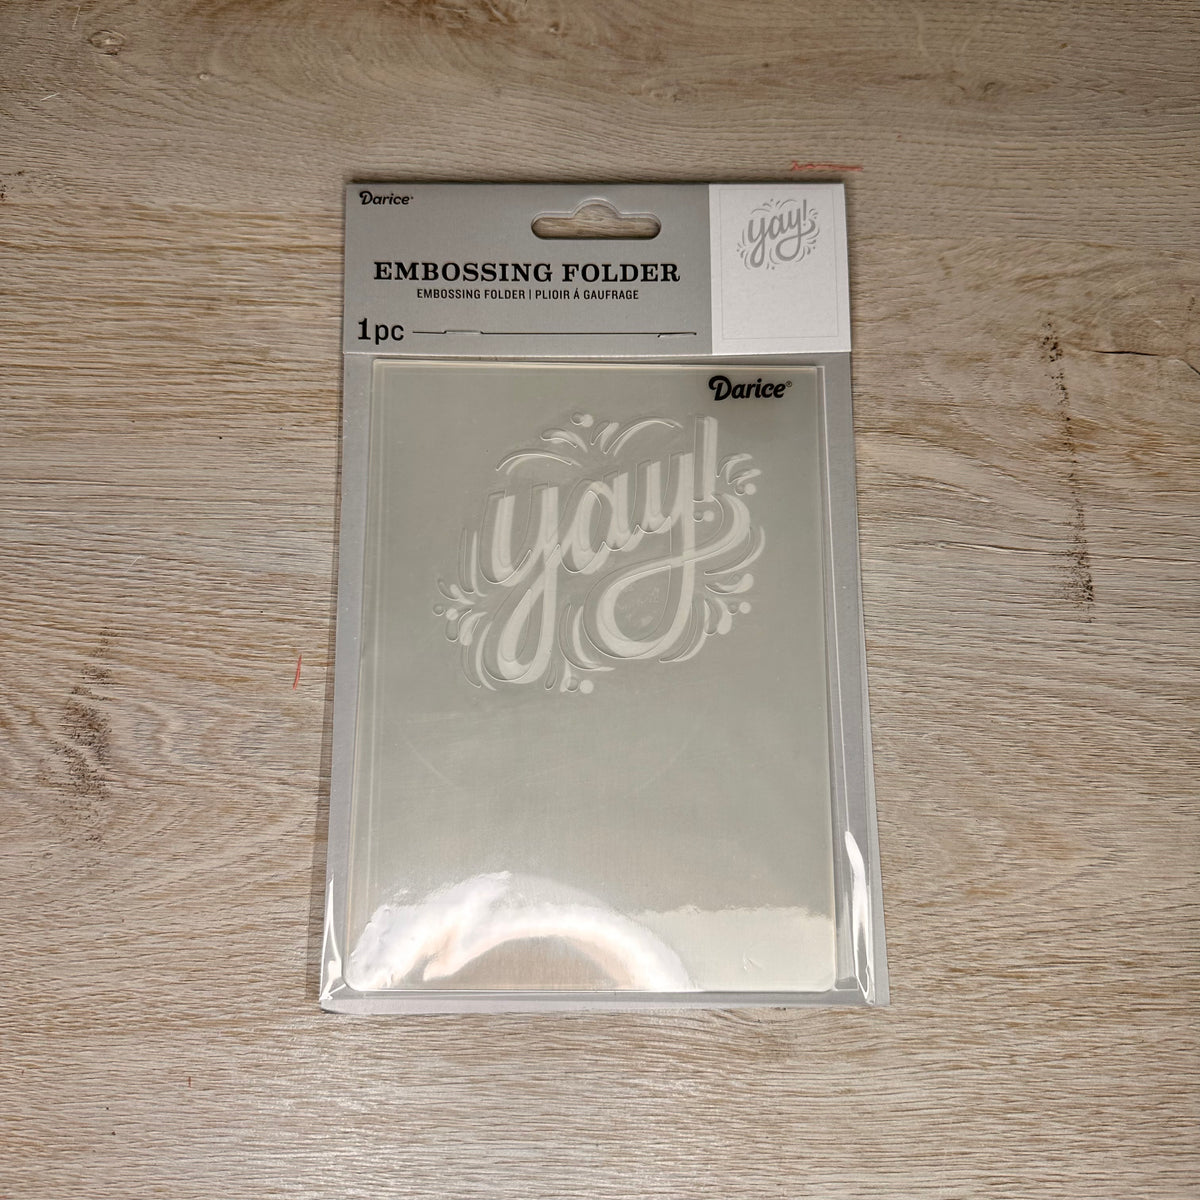 Darice®
yay!
EMBOSSING FOLDER
EMBOSSING FOLDER | PLIOIR Á GAUFRAGE
1pc
Darice®
yay!